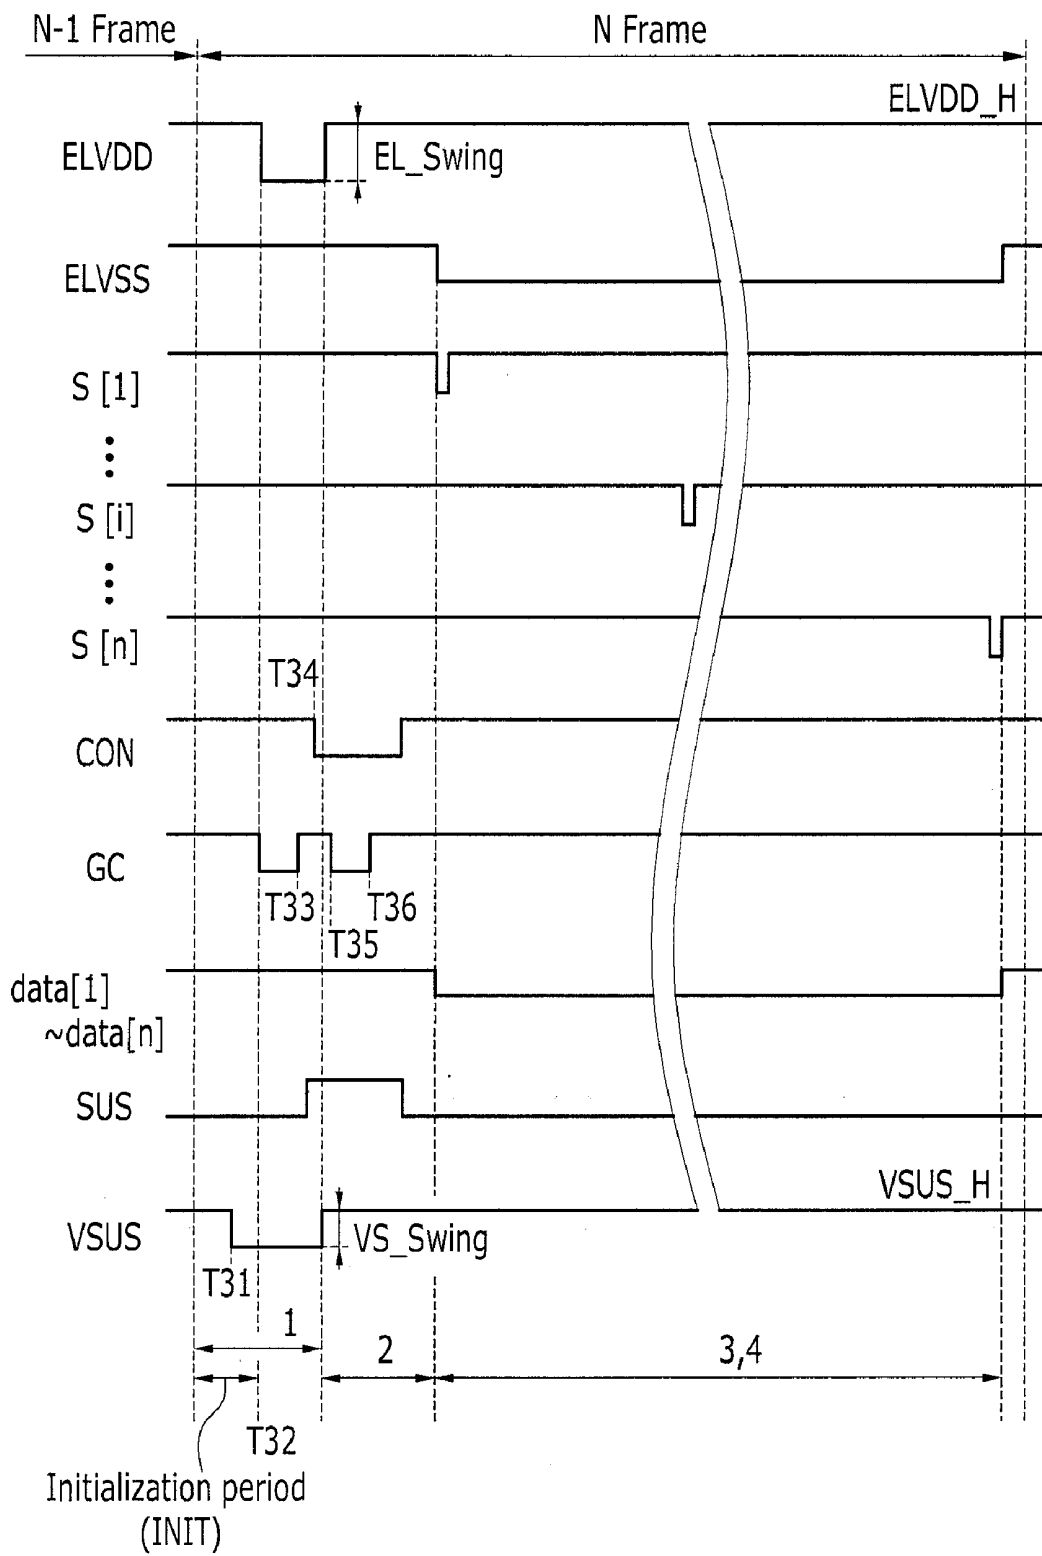 N-1 Frame
N Frame
ELVDD_H
ELVDD
EL_Swing
ELVSS
S [1]
S [i]
S [n]
T34
CON
GC
T33
T36
T35
data[1]
~data[n]
SUS
VSUS_H
VSUS
VS_Swing
T31
1
2
3,4
T32
Initialization period
(INIT)